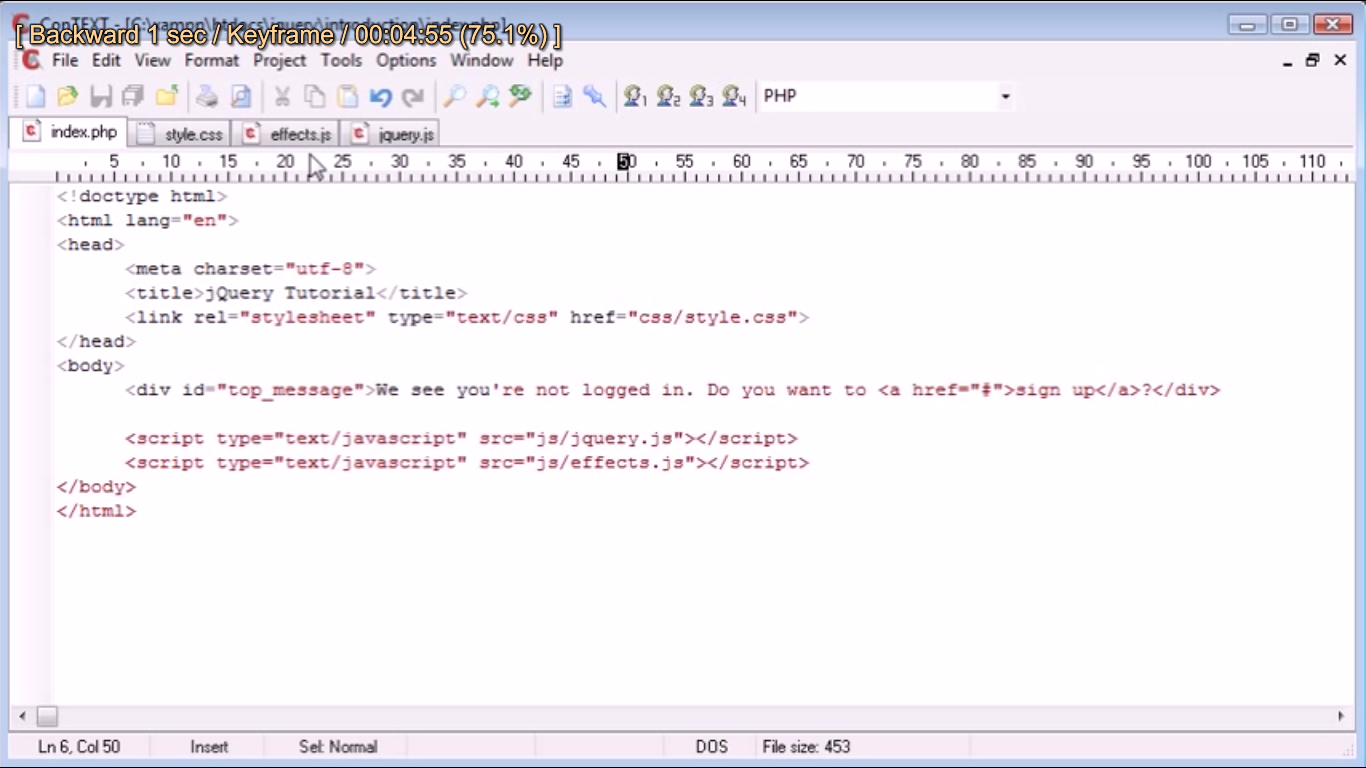 ConTEXT - [C:\xampp\htdocs\jquery\introduction\index.php]
[ Backward 1 sec / Keyframe / 00:04:55 (75.1%) ]
File Edit View Format Project Tools Options Window Help
1 2 3 4 PHP
index.php style.css effects.js jquery.js
5 10 15 20 25 30 35 40 45 50 55 60 65 70 75 80 85 90 95 100 105 110
<!doctype html>
<html lang="en">
<head>
<meta charset="utf-8">
<title>jQuery Tutorial</title>
<link rel="stylesheet" type="text/css" href="css/style.css">
</head>
<body>
<div id="top_message">We see you're not logged in. Do you want to <a href="#">sign up</a>?</div>
<script type="text/javascript" src="js/jquery.js"></script>
<script type="text/javascript" src="js/effects.js"></script>
</body>
</html>
Ln 6, Col 50 Insert Sel: Normal DOS File size: 453